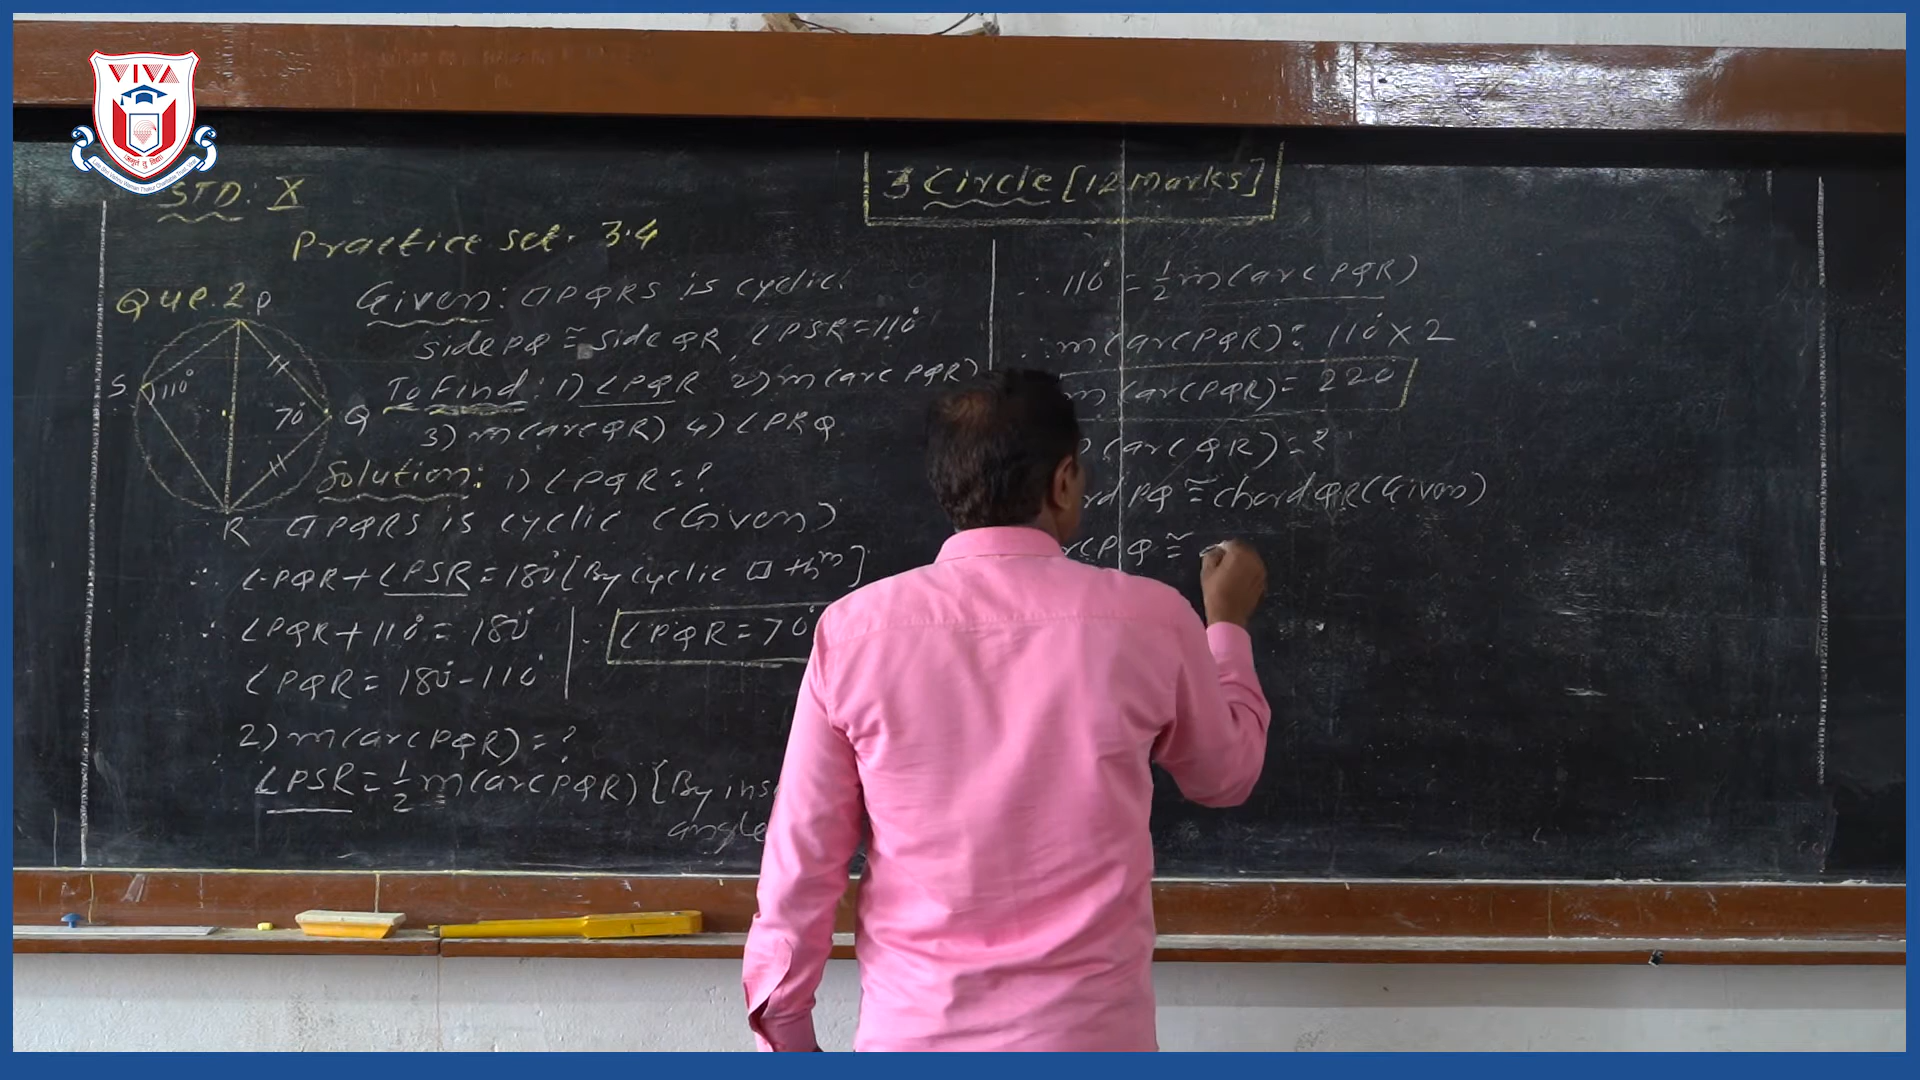 VIVA
STD: X
3 Circle [12 Marks]
Practice set. 3.4
Que. 2
P
S
110°
70°
Q
R
Given: □PQRS is cyclic.
side PQ ≅ side QR, ∠PSR = 110°
To Find: 1) ∠PQR 2) m(arc PQR)
3) m(arc QR) 4) ∠PRQ
Solution: 1) ∠PQR = ?
□PQRS is cyclic (Given)
∴ ∠PQR + ∠PSR = 180° [By cyclic □ thm]
∴ ∠PQR + 110° = 180°
∠PQR = 180° - 110°
∴ ∠PQR = 70°
2) m(arc PQR) = ?
∠PSR = 1/2 m(arc PQR) {By ins
angle
∴ 110° = 1/2 m(arc PQR)
∴ m(arc PQR) = 110° × 2
m(arc PQR) = 220
(arc QR) = ?
rd PQ ≅ chord QR (Given)
rc PQ ≅